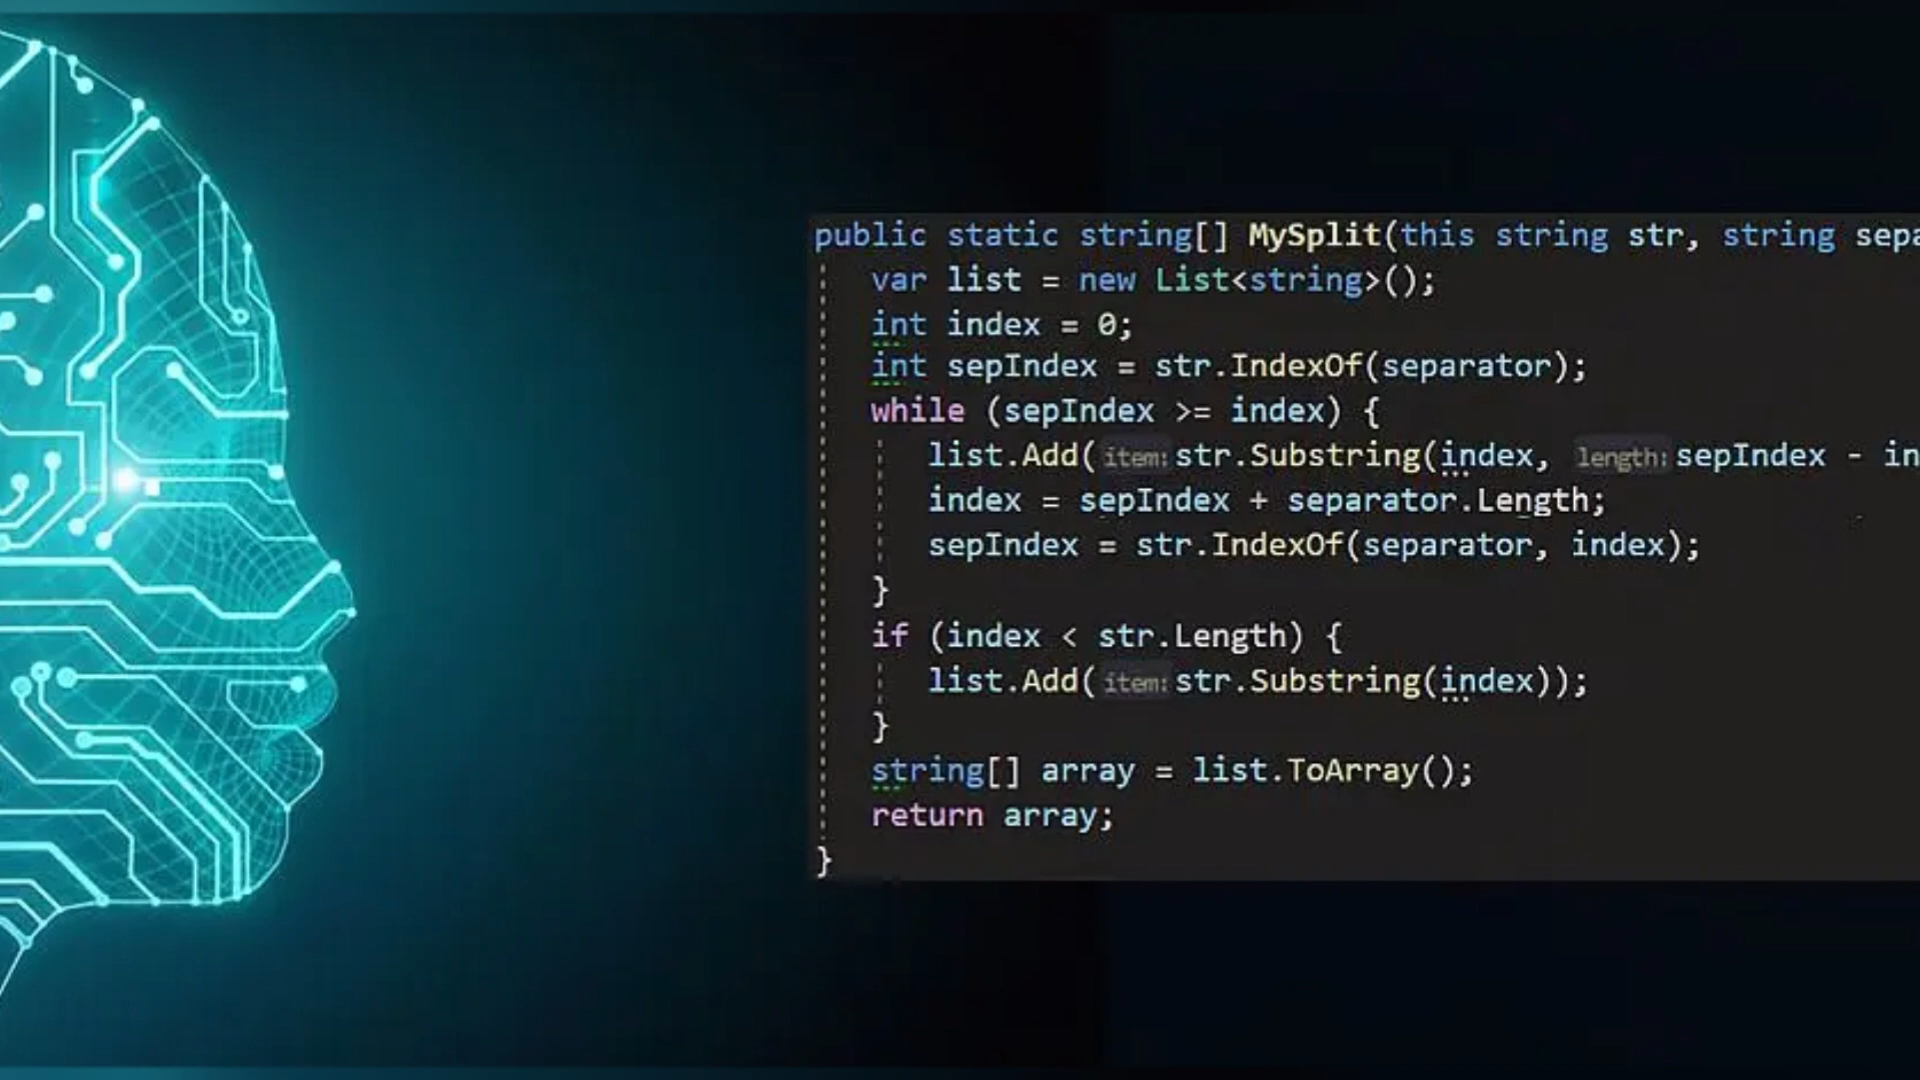 public static string[] MySplit(this string str, string sepa
var list = new List<string>();
int index = 0;
int sepIndex = str.IndexOf(separator);
while (sepIndex >= index) {
list.Add(item: str.Substring(index, length: sepIndex - in
index = sepIndex + separator.Length;
sepIndex = str.IndexOf(separator, index);
}
if (index < str.Length) {
list.Add(item: str.Substring(index));
}
string[] array = list.ToArray();
return array;
}